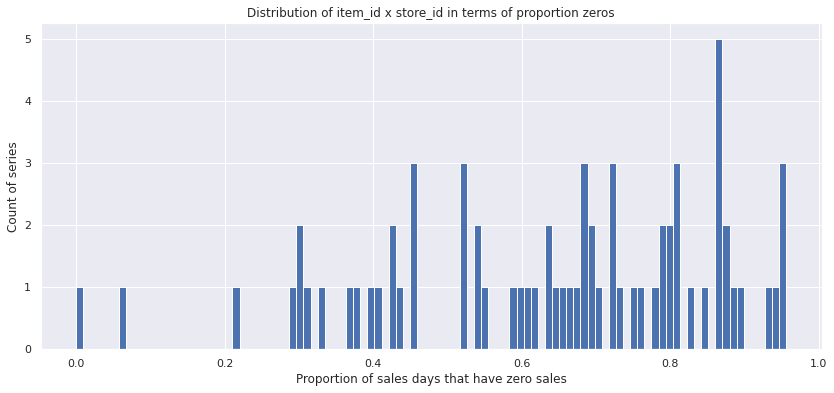 Distribution of item_id x store_id in terms of proportion zeros
Count of series
5
4
3
2
1
0
0.0 0.2 0.4 0.6 0.8 1.0
Proportion of sales days that have zero sales